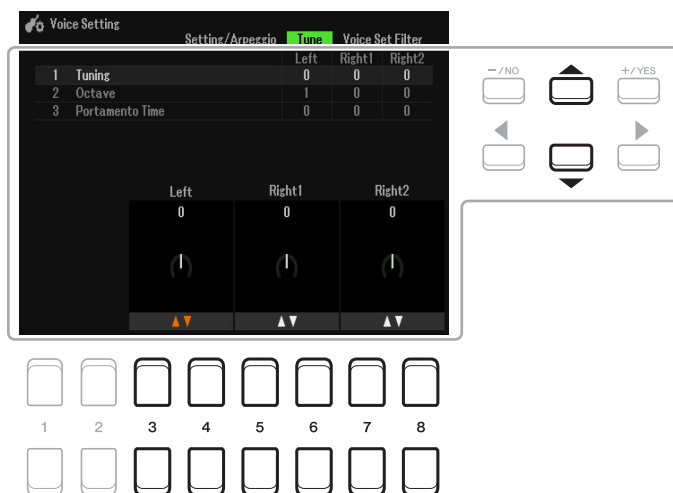 Voice Setting
Setting/Arpeggio Tune Voice Set Filter
Left Right1 Right2
1 Tuning 0 0 0
2 Octave 1 0 0
3 Portamento Time 0 0 0
Left Right1 Right2
0 0 0
−/NO +/YES
1 2 3 4 5 6 7 8